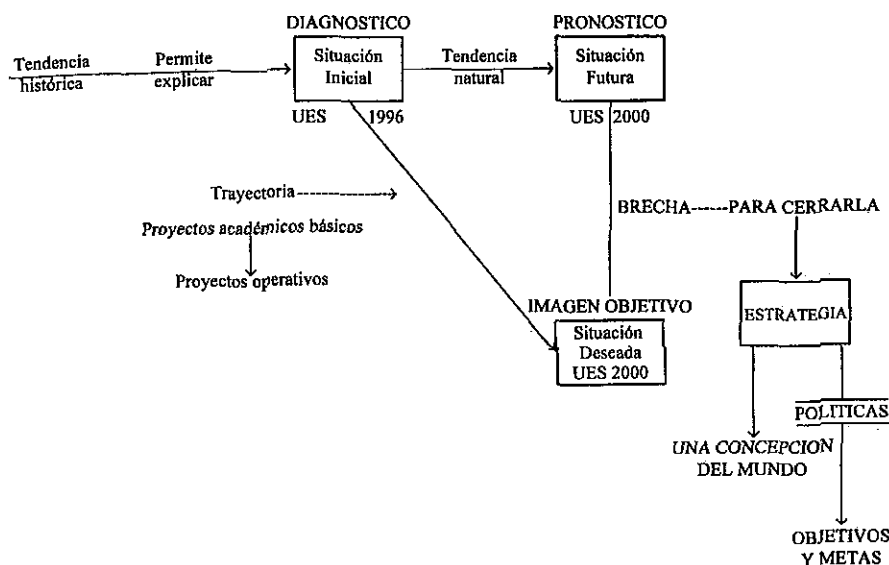 DIAGNOSTICO
PRONOSTICO
Tendencia
histórica
Permite
explicar
Situación
Inicial
Tendencia
natural
Situación
Futura
UES 1996
UES 2000
Trayectoria
Proyectos académicos básicos
Proyectos operativos
BRECHA-----PARA CERRARLA
IMAGEN OBJETIVO
Situación
Deseada
UES 2000
ESTRATEGIA
POLITICAS
UNA CONCEPCION
DEL MUNDO
OBJETIVOS
Y METAS